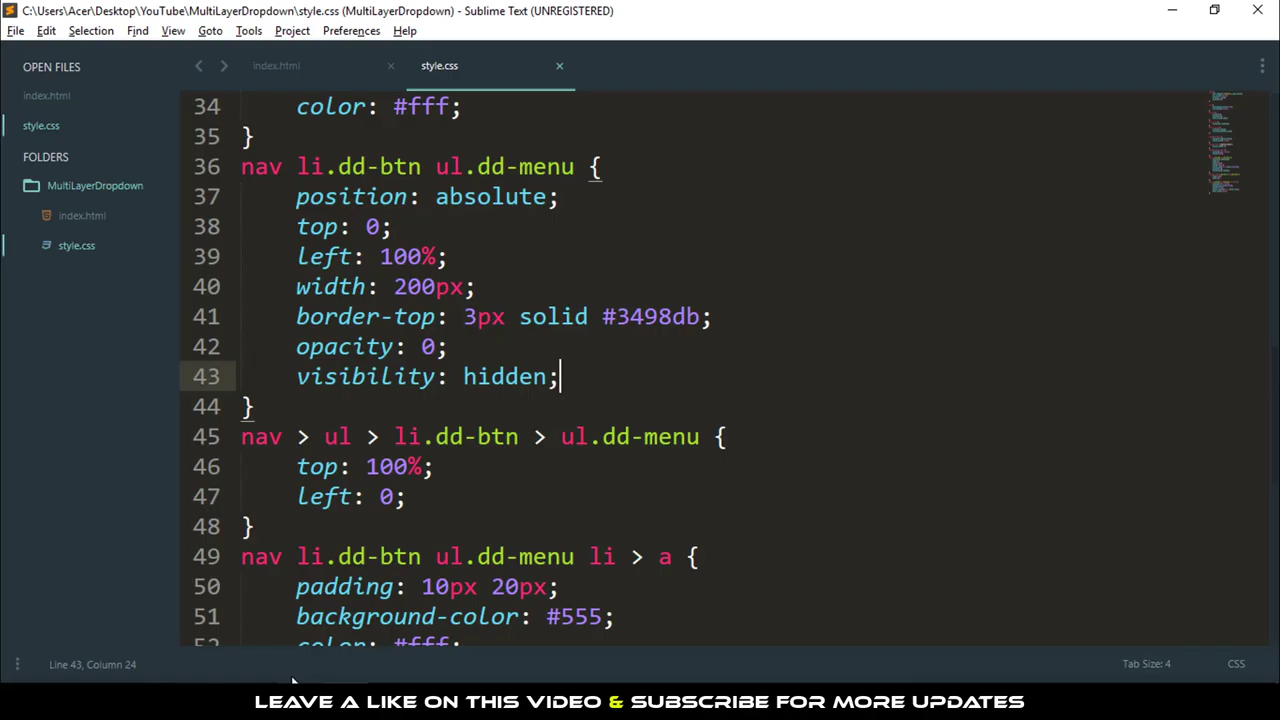 C:\Users\Acer\Desktop\YouTube\MultiLayerDropdown\style.css (MultiLayerDropdown) - Sublime Text (UNREGISTERED)
File Edit Selection Find View Goto Tools Project Preferences Help
OPEN FILES
index.html
style.css
FOLDERS
MultiLayerDropdown
index.html
style.css
index.html × style.css ×
34 color: #fff;
35 }
36 nav li.dd-btn ul.dd-menu {
37 position: absolute;
38 top: 0;
39 left: 100%;
40 width: 200px;
41 border-top: 3px solid #3498db;
42 opacity: 0;
43 visibility: hidden;
44 }
45 nav > ul > li.dd-btn > ul.dd-menu {
46 top: 100%;
47 left: 0;
48 }
49 nav li.dd-btn ul.dd-menu li > a {
50 padding: 10px 20px;
51 background-color: #555;
52 color: #fff;
Line 43, Column 24 Tab Size: 4 CSS
LEAVE A LIKE ON THIS VIDEO & SUBSCRIBE FOR MORE UPDATES